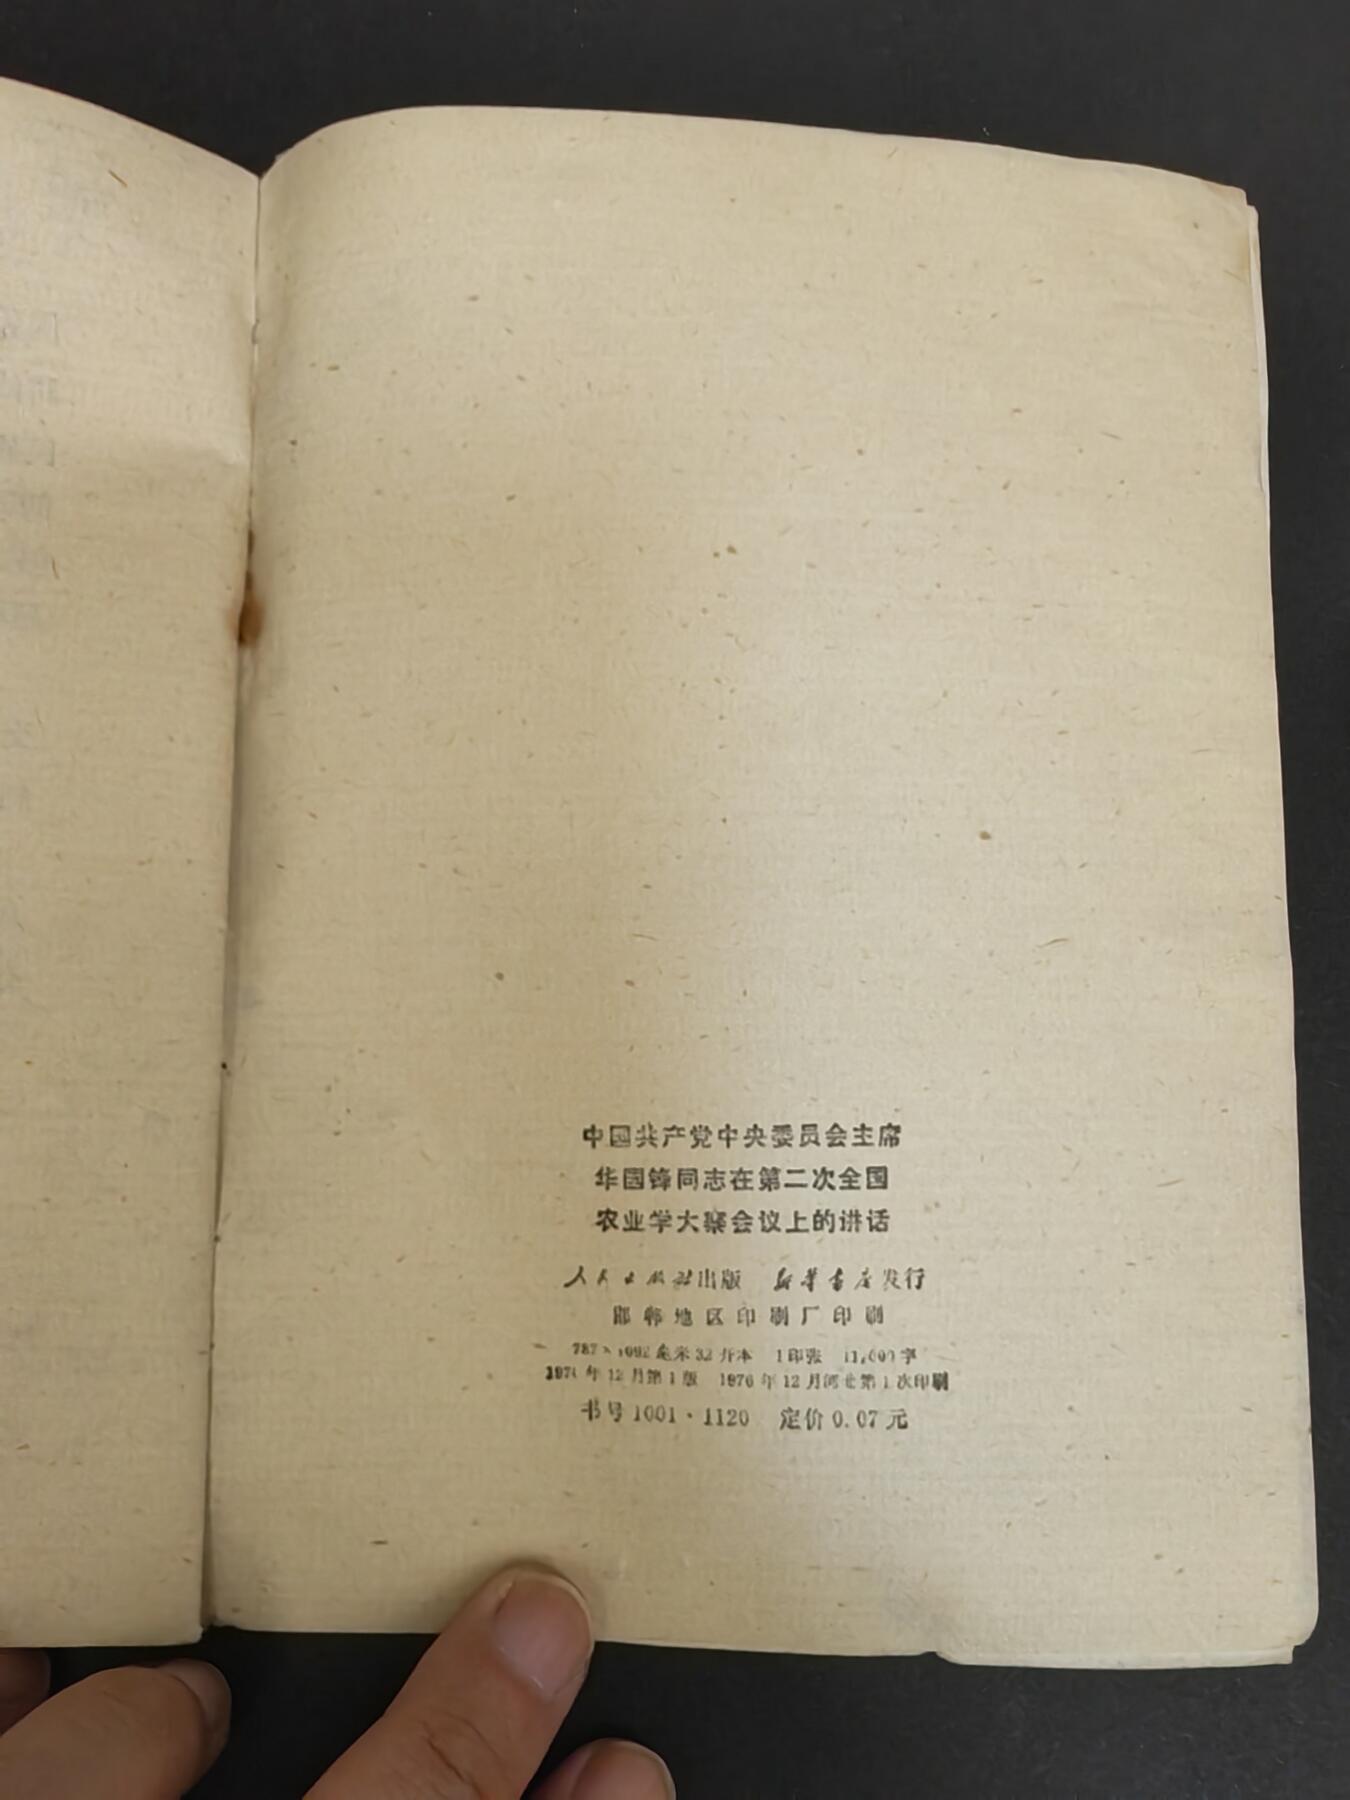 中国共产党中央委员会主席
华国锋同志在第二次全国
农业学大寨会议上的讲话
人民出版社出版 新华书店发行
邯郸地区印刷厂印刷
787×1092毫米32开本 1印张 11,000字
1976年12月第1版 1976年12月河北第1次印刷
书号1001·1120 定价0.07元